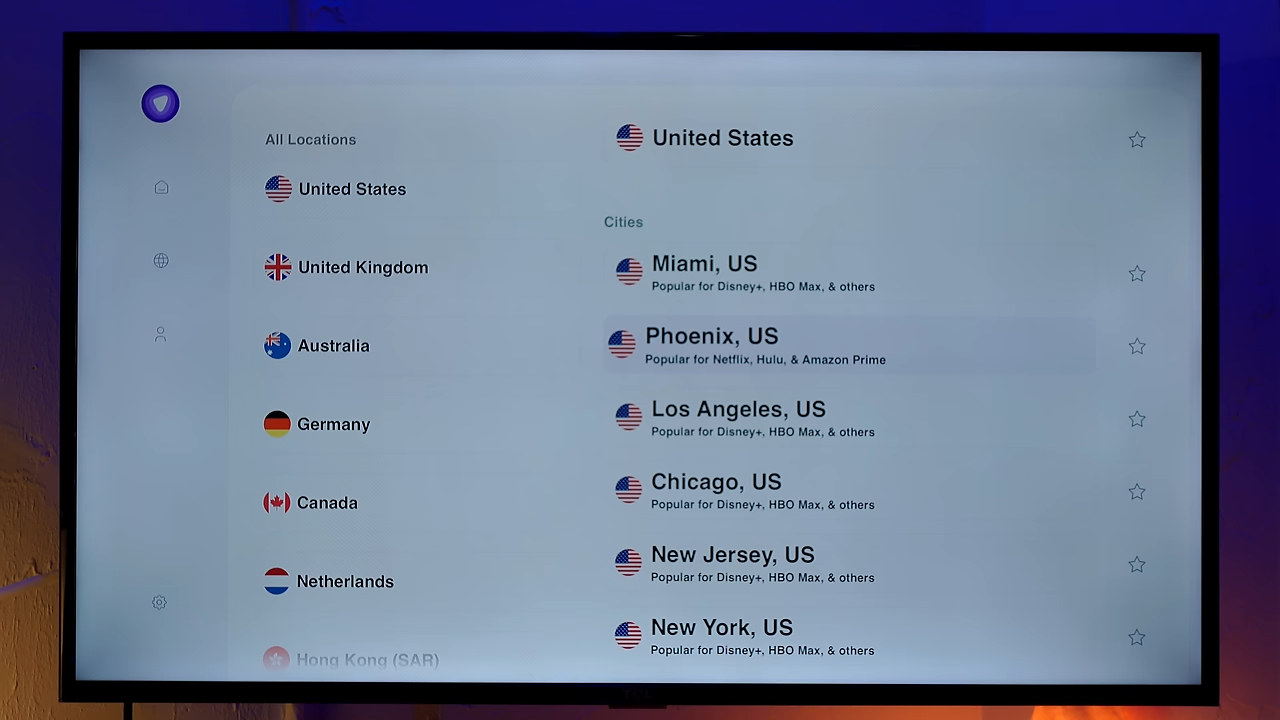 All Locations
United States
United Kingdom
Australia
Germany
Canada
Netherlands
Hong Kong (SAR)
United States
Cities
Miami, US
Popular for Disney+, HBO Max, & others
Phoenix, US
Popular for Netflix, Hulu, & Amazon Prime
Los Angeles, US
Popular for Disney+, HBO Max, & others
Chicago, US
Popular for Disney+, HBO Max, & others
New Jersey, US
Popular for Disney+, HBO Max, & others
New York, US
Popular for Disney+, HBO Max, & others